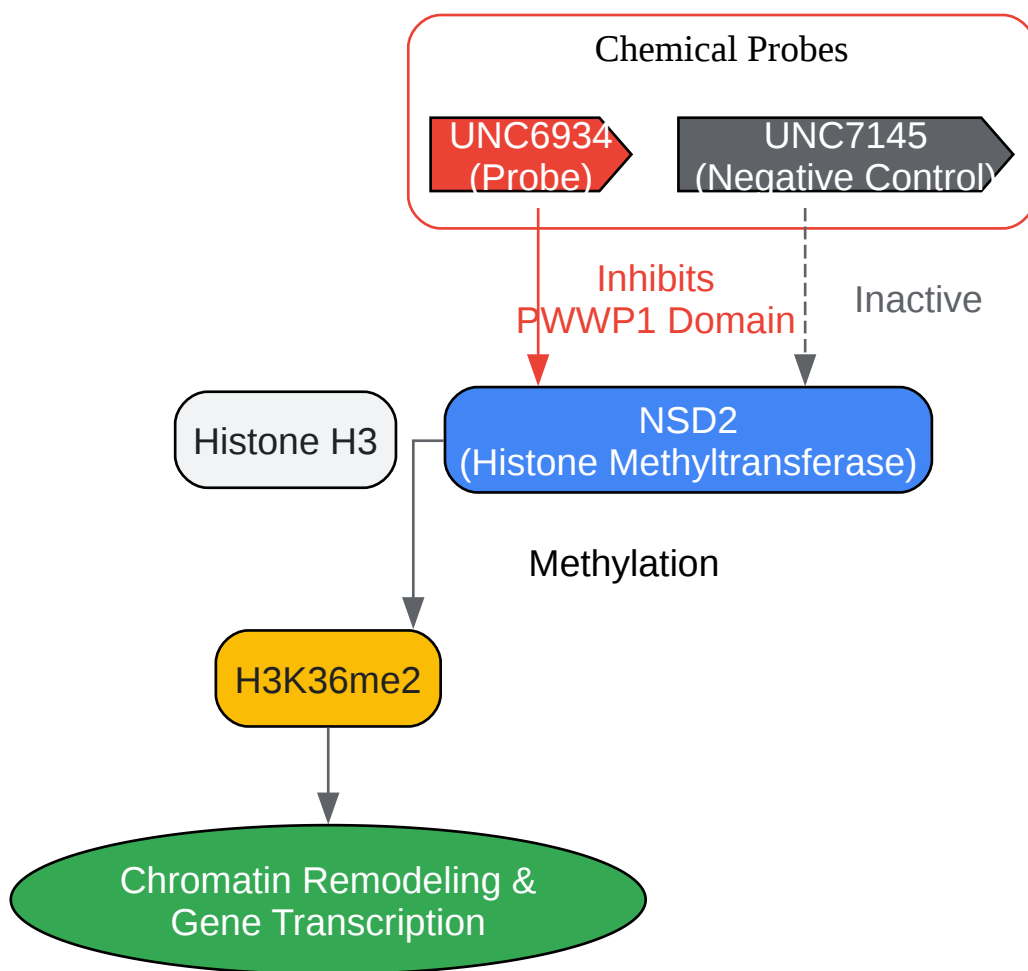 Chemical Probes
UNC6934
(Probe)
UNC7145
(Negative Control)
Inhibits
PWWP1 Domain
Inactive
Histone H3
NSD2
(Histone Methyltransferase)
Methylation
H3K36me2
Chromatin Remodeling &
Gene Transcription